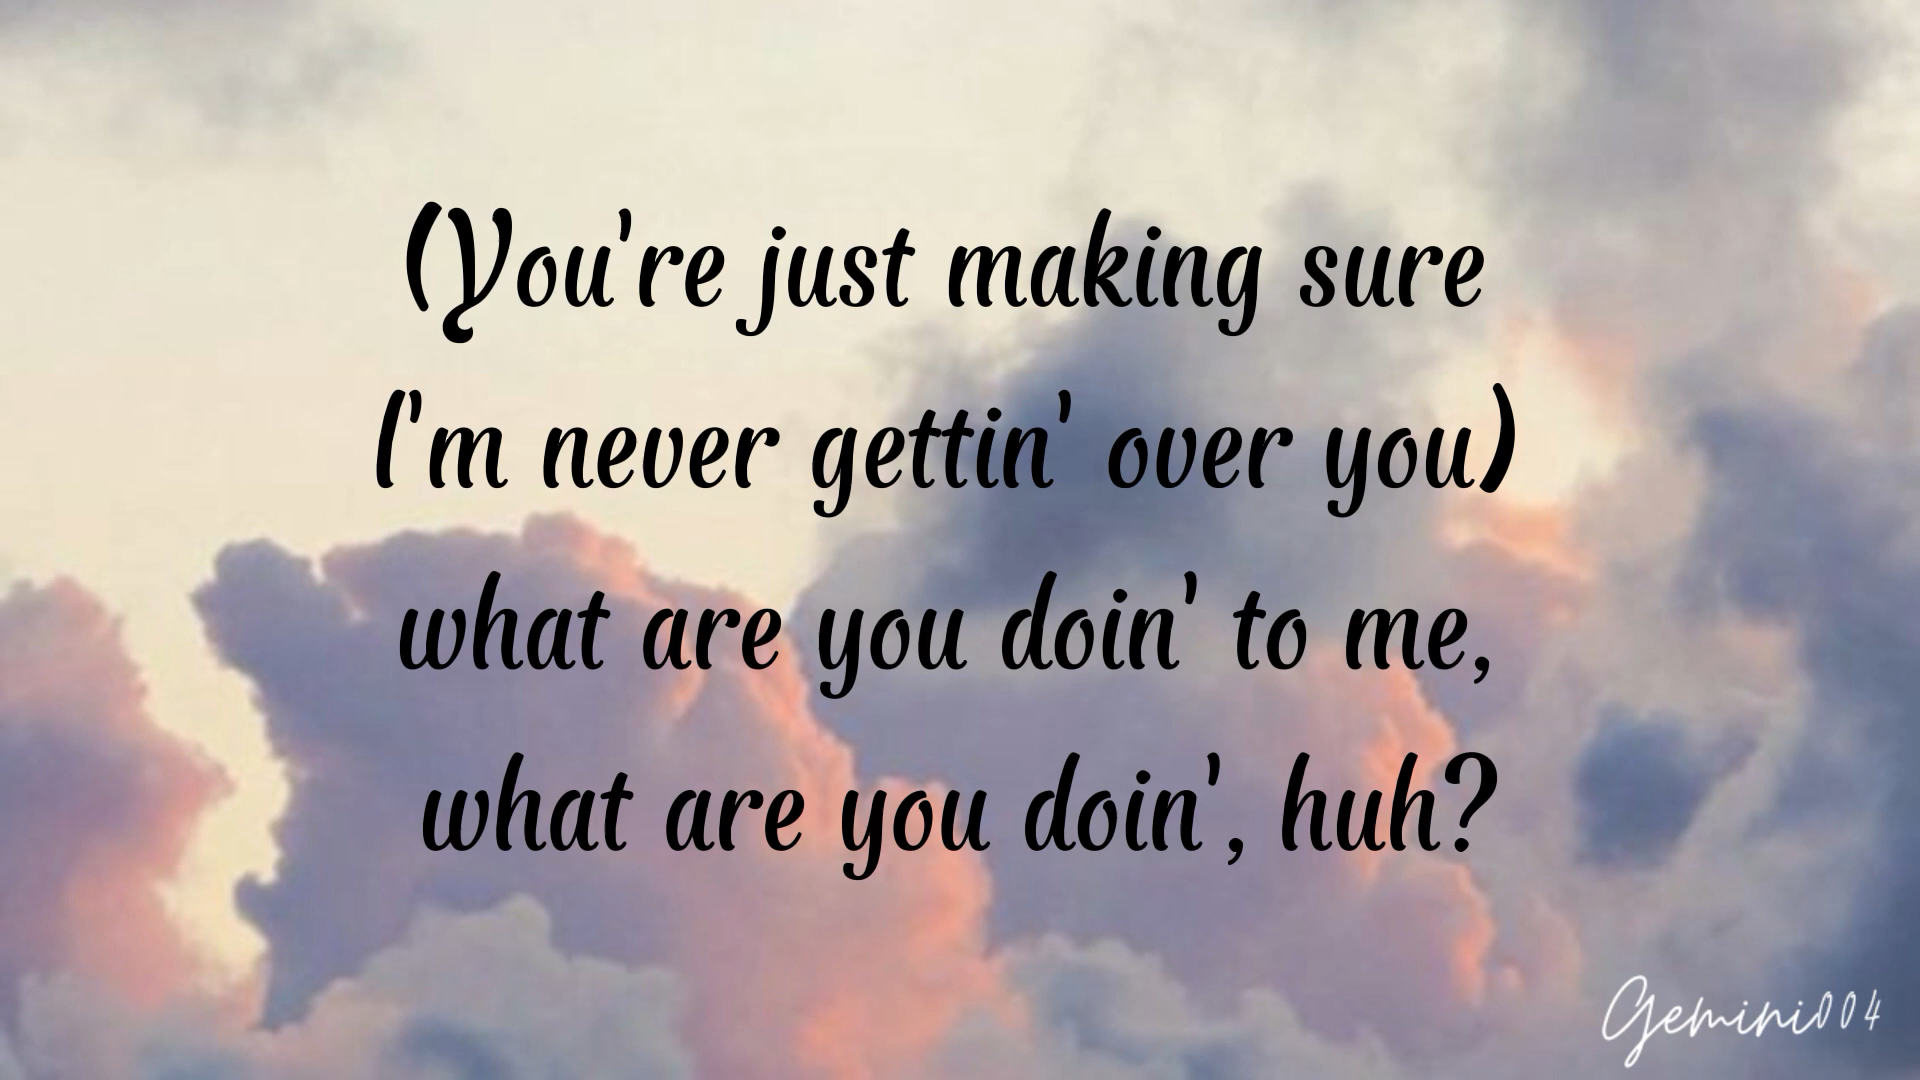 (You're just making sure
I'm never gettin' over you)
what are you doin' to me,
what are you doin', huh?
Gemini004